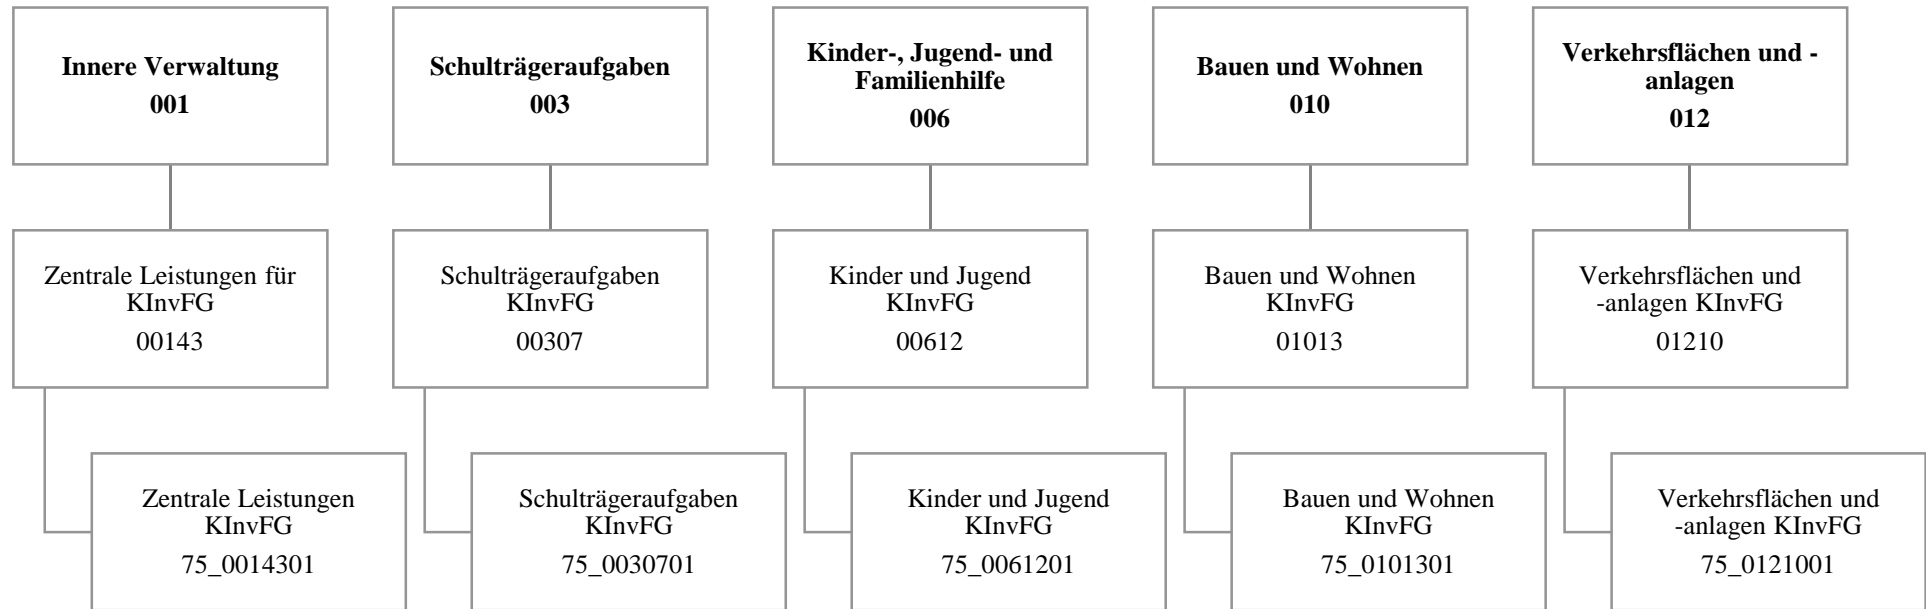 Innere Verwaltung
001
Schulträgeraufgaben
003
Kinder-, Jugend- und
Familienhilfe
006
Bauen und Wohnen
010
Verkehrsflächen und -
anlagen
012
Zentrale Leistungen für
KInvFG
00143
Schulträgeraufgaben
KInvFG
00307
Kinder und Jugend
KInvFG
00612
Bauen und Wohnen
KInvFG
01013
Verkehrsflächen und
-anlagen KInvFG
01210
Zentrale Leistungen
KInvFG
75_0014301
Schulträgeraufgaben
KInvFG
75_0030701
Kinder und Jugend
KInvFG
75_0061201
Bauen und Wohnen
KInvFG
75_0101301
Verkehrsflächen und
-anlagen KInvFG
75_0121001